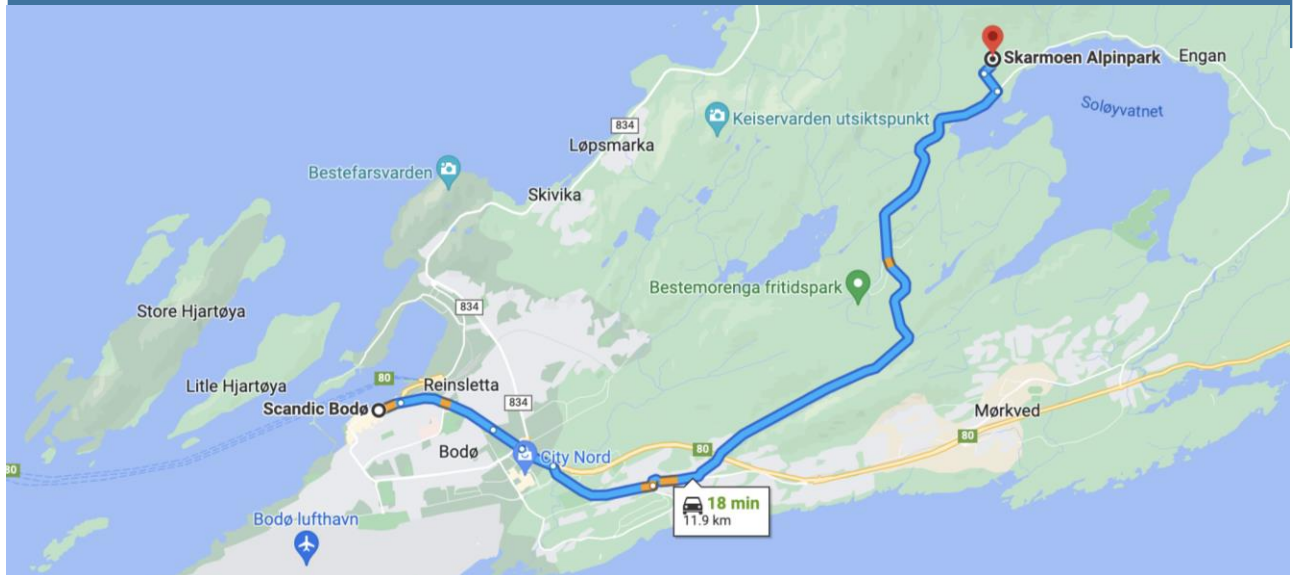 Skarmoen Alpinpark
Engan
Soløyvatnet
Keiservarden utsiktspunkt
834
Løpsmarka
Bestefarsvarden
Skivika
Bestemorenga fritidspark
834
Store Hjartøya
80
Reinsletta
Litle Hjartøya
Scandic Bodø
834
Mørkved
80
Bodø
80
City Nord
80
18 min
11.9 km
Bodø lufthavn